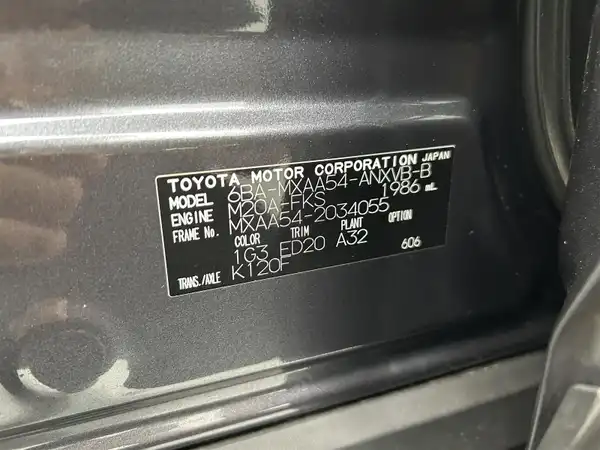 TOYOTA MOTOR CORPORATION JAPAN
MODEL 6BA-MXAA54-ANXVB-B
ENGINE M20A-FKS 1986 mL
FRAME No. MXAA54-2034055
COLOR TRIM PLANT OPTION
1G3 ED20 A32
TRANS./AXLE K120F 606